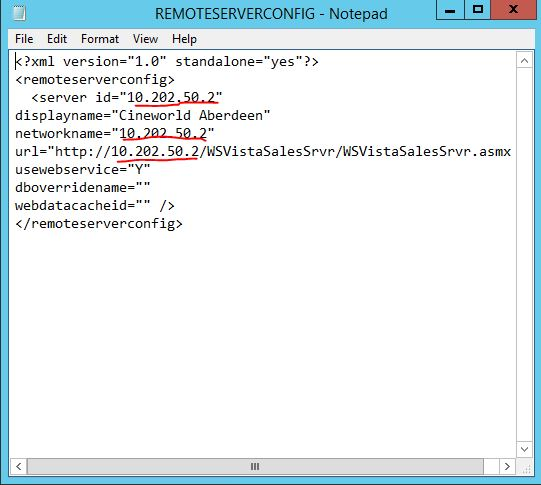 REMOTESERVERCONFIG - Notepad
File Edit Format View Help
<?xml version="1.0" standalone="yes"?>
<remoteserverconfig>
<server id="10.202.50.2"
displayname="Cineworld Aberdeen"
networkname="10.202.50.2"
url="http://10.202.50.2/WSVistaSalesSrvr/WSVistaSalesSrvr.asmx
usewebservice="Y"
dboverridename=""
webdatacacheid="" />
</remoteserverconfig>